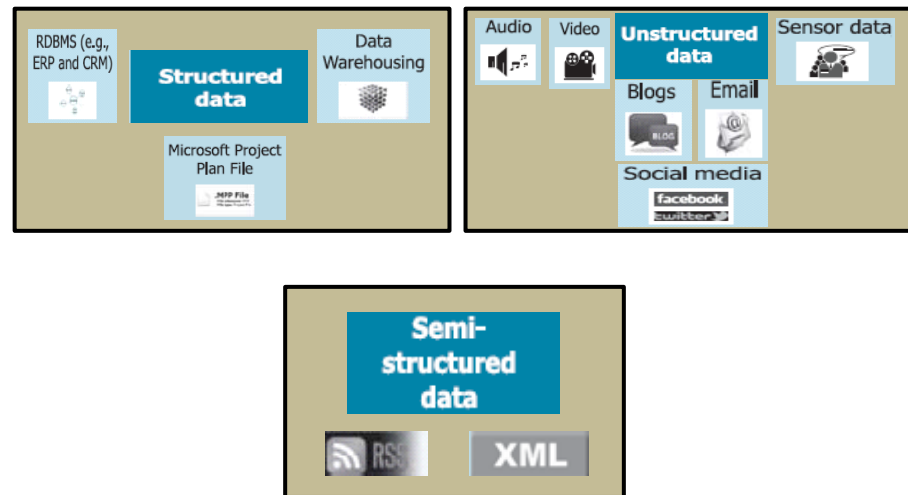 RDBMS (e.g.,
ERP and CRM)
Structured
data
Data
Warehousing
Microsoft Project
Plan File
.MPP File
Audio
Video
Unstructured
data
Sensor data
Blogs
BLOG
Email
@
Social media
facebook
twitter
Semi-
structured
data
RSS
XML